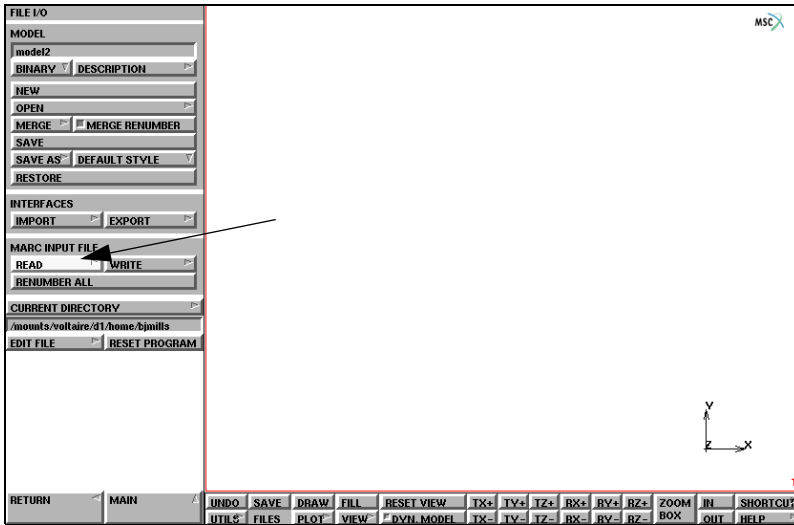 FILE I/O
MODEL
model2
BINARY DESCRIPTION
NEW
OPEN
MERGE MERGE RENUMBER
SAVE
SAVE AS DEFAULT STYLE
RESTORE
INTERFACES
IMPORT EXPORT
MARC INPUT FILE
READ WRITE
RENUMBER ALL
CURRENT DIRECTORY
/mounts/voltaire/d1/home/bjmills
EDIT FILE RESET PROGRAM
MSC
Y
Z X
1
RETURN MAIN
UNDO SAVE DRAW FILL RESET VIEW TX+ TY+ TZ+ RX+ RY+ RZ+ ZOOM IN SHORTCUT
UTILS FILES PLOT VIEW DYN. MODEL TX- TY- TZ- RX- RY- RZ- BOX OUT HELP